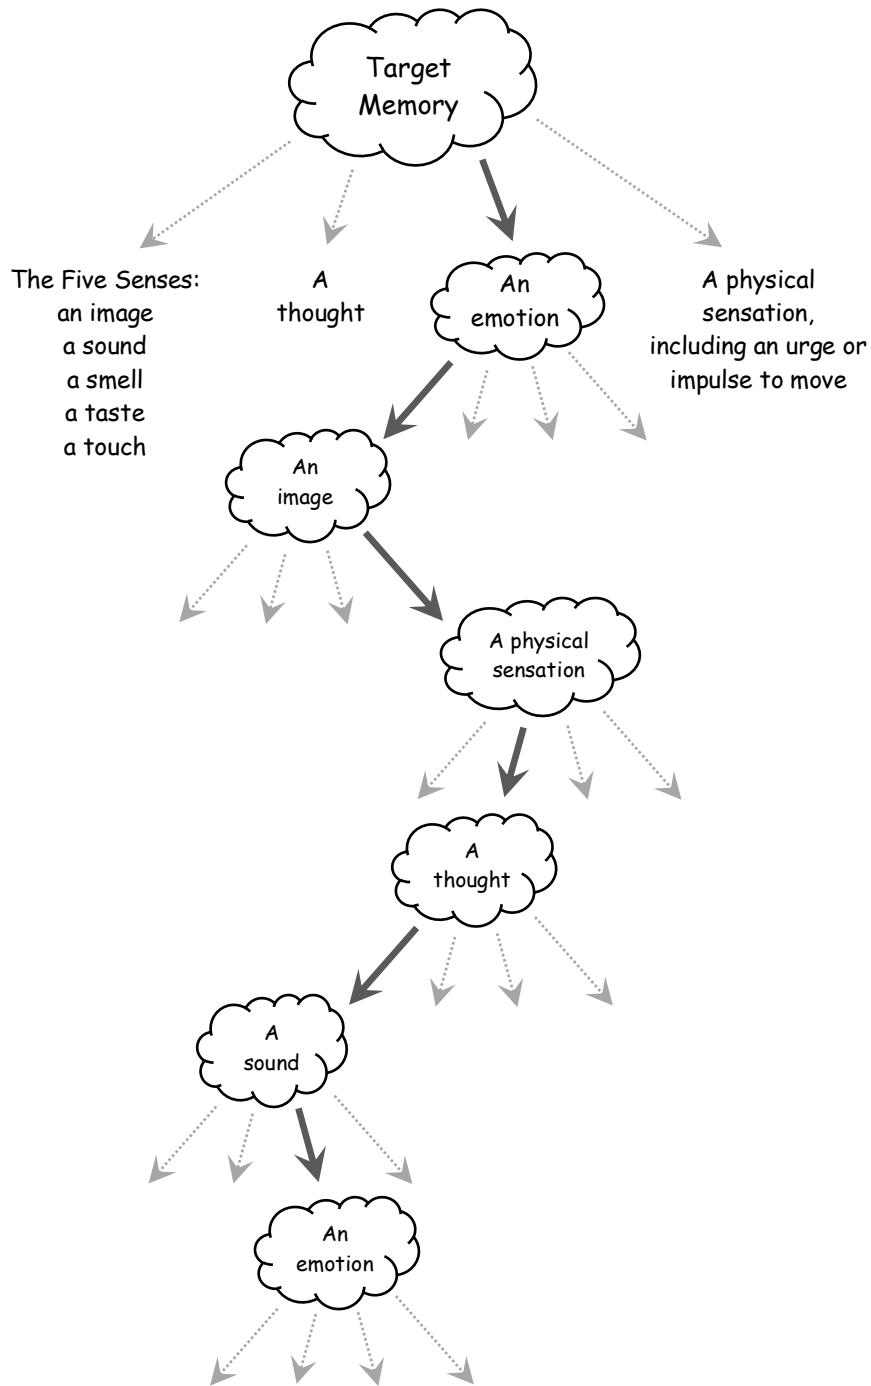 Target
Memory
The Five Senses:
an image
a sound
a smell
a taste
a touch
A
thought
An
emotion
A physical
sensation,
including an urge or
impulse to move
An
image
A physical
sensation
A
thought
A
sound
An
emotion